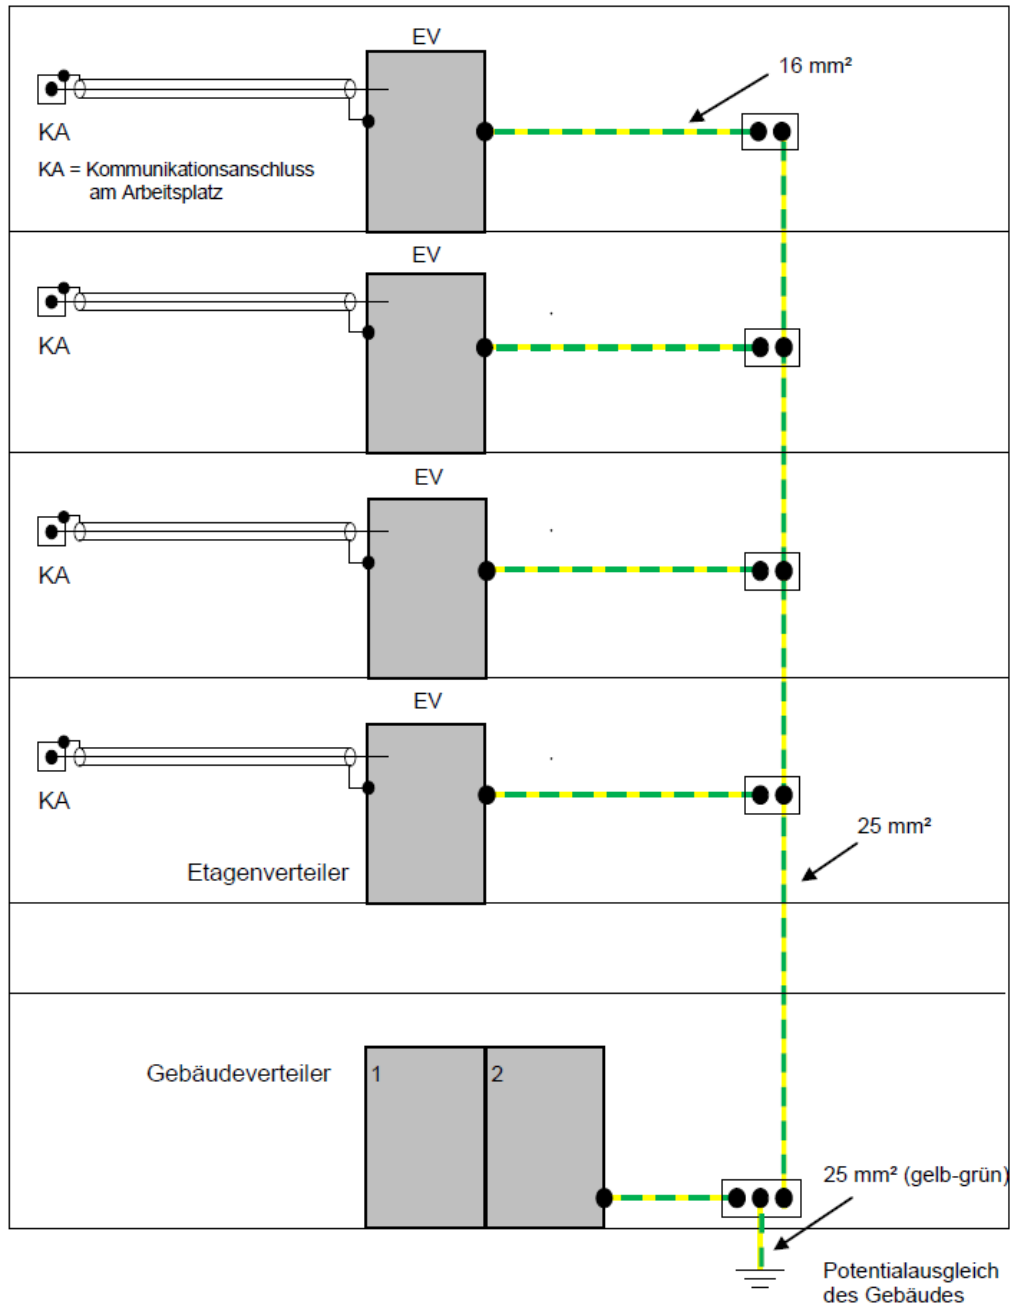 EV
16 mm²
KA
KA = Kommunikationsanschluss
am Arbeitsplatz
EV
KA
EV
KA
EV
KA
25 mm²
Etagenverteiler
Gebäudeverteiler
1
2
25 mm² (gelb-grün)
Potentialausgleich
des Gebäudes